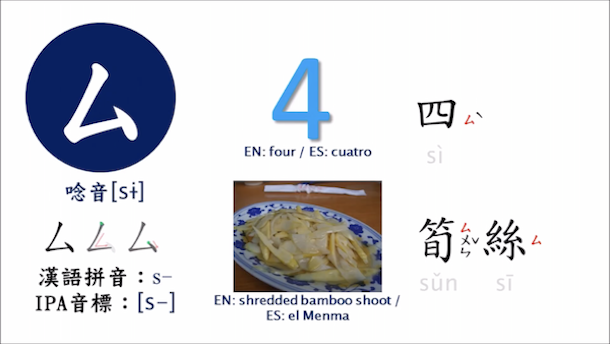 ㄙ
唸音[sɨ]
ㄙㄙㄙ
漢語拼音：s-
IPA音標：[s-]
4
EN: four / ES: cuatro
EN: shredded bamboo shoot /
ES: el Menma
四 ㄙˋ
sì
筍 ㄙㄨㄣˇ 絲 ㄙ
sǔn sī